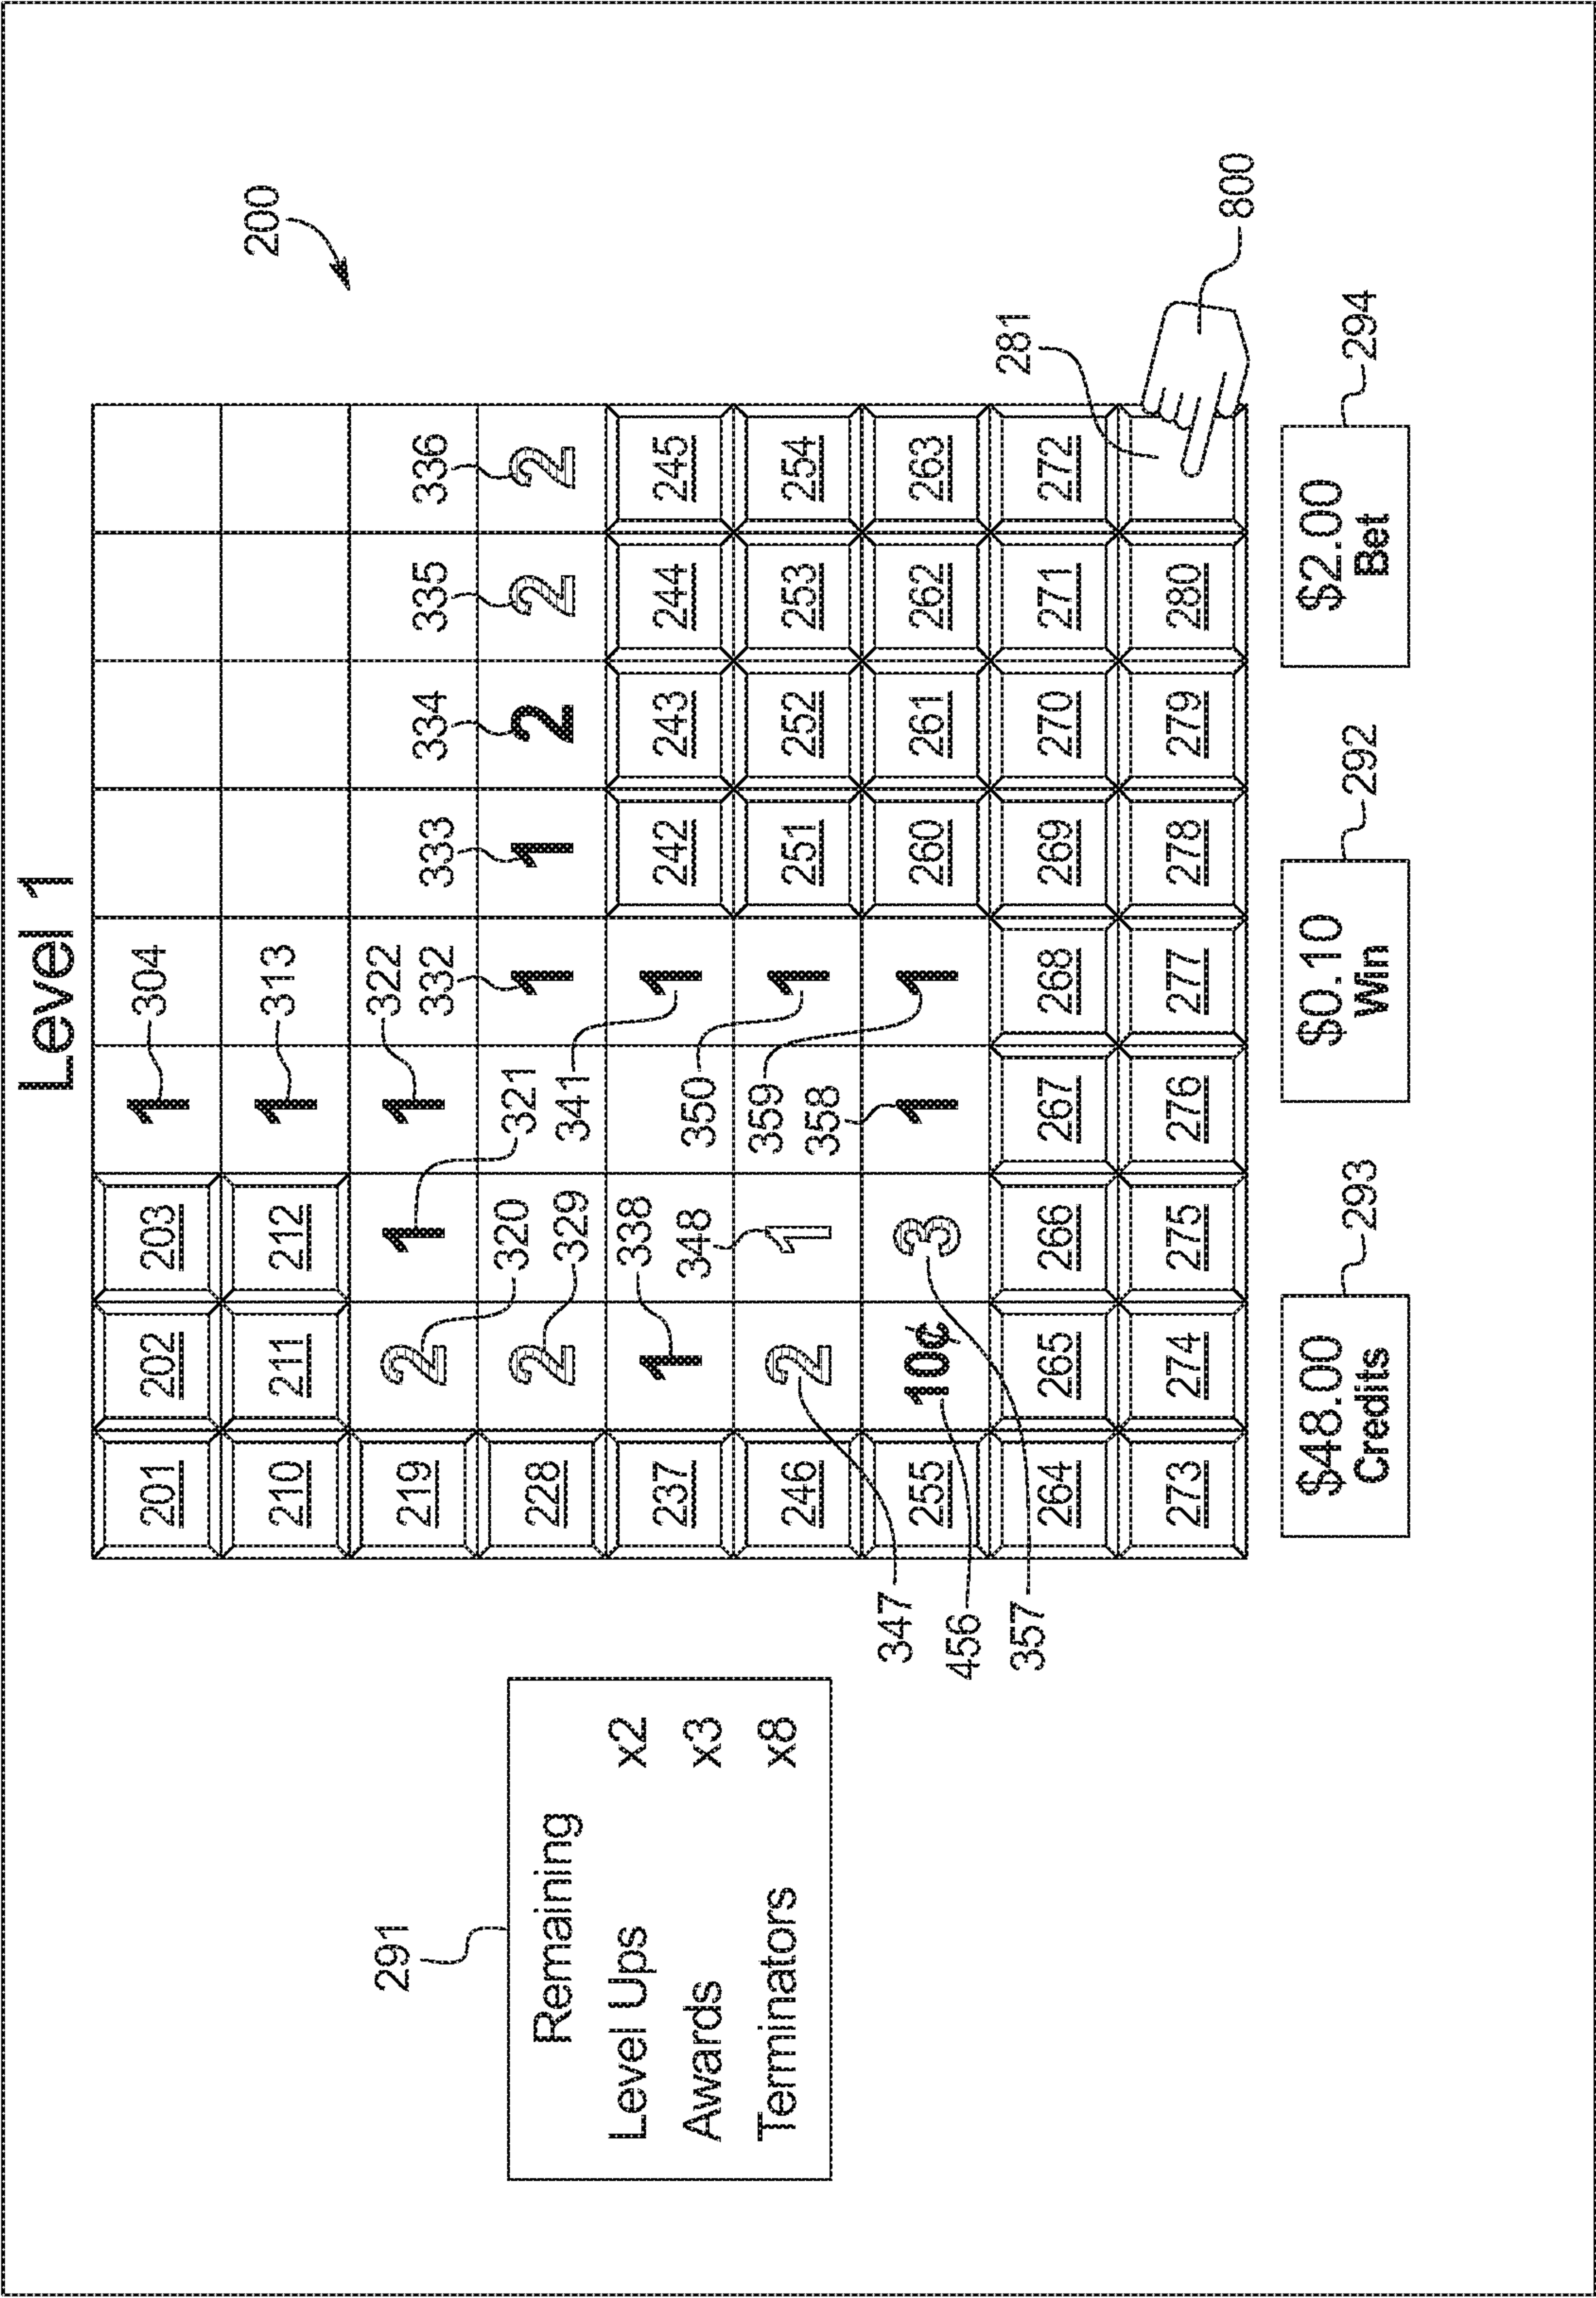 Level 1
200
291
Remaining
Level Ups x2
Awards x3
Terminators x8
201 202 203 1 304
210 211 212 1 313
219 2 1 1 322 336
335
334
333
332
321
320
228 2 329 1 1 2 2 2
341
237 338 1 1 242 243 244 245
348
350
359
358
246 2 1 1 251 252 253 254
347
255 10¢ 3 1 1 260 261 262 263
456
357
264 265 266 267 268 269 270 271 272
281
273 274 275 276 277 278 279 280
800
$48.00
Credits
293
$0.10
Win
292
$2.00
Bet
294